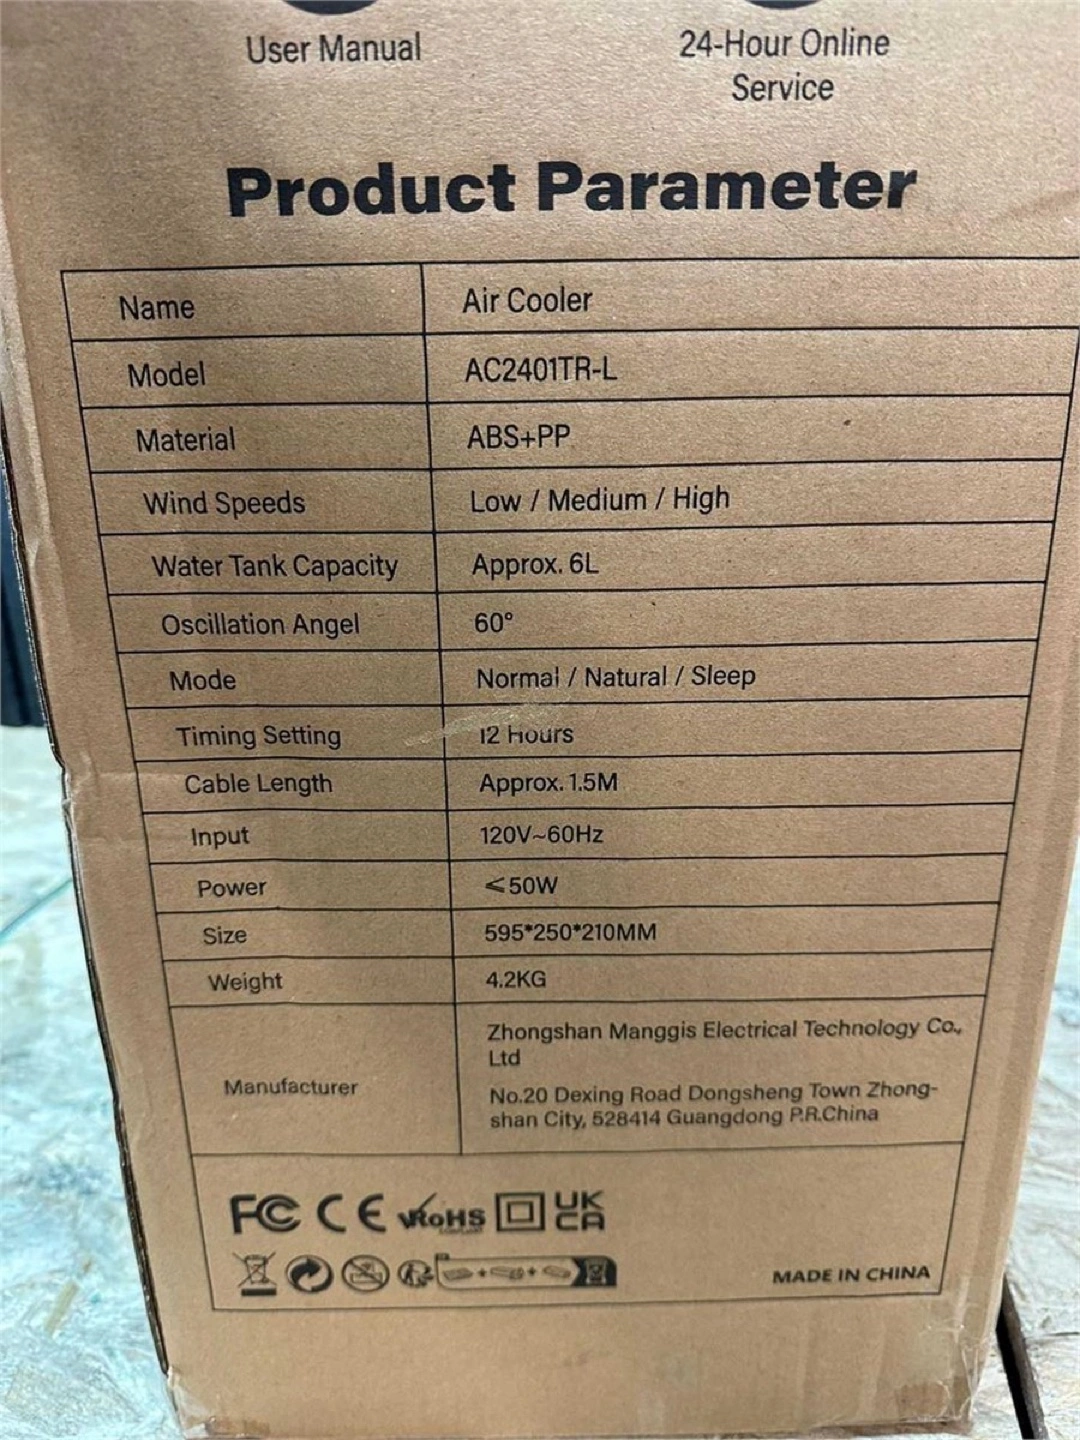 User Manual
24-Hour Online
Service
Product Parameter
Name Air Cooler
Model AC2401TR-L
Material ABS+PP
Wind Speeds Low / Medium / High
Water Tank Capacity Approx. 6L
Oscillation Angel 60°
Mode Normal / Natural / Sleep
Timing Setting 12 Hours
Cable Length Approx. 1.5M
Input 120V~60Hz
Power ⩽50W
Size 595*250*210MM
Weight 4.2KG
Manufacturer
Zhongshan Manggis Electrical Technology Co.,
Ltd
No.20 Dexing Road Dongsheng Town Zhong-
shan City, 528414 Guangdong P.R.China
FC CE RoHS UK
CA
MADE IN CHINA